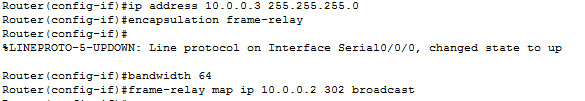 Router(config-if)#ip address 10.0.0.3 255.255.255.0
Router(config-if)#encapsulation frame-relay
Router(config-if)#
%LINEPROTO-5-UPDOWN: Line protocol on Interface Serial0/0/0, changed state to up
Router(config-if)#bandwidth 64
Router(config-if)#frame-relay map ip 10.0.0.2 302 broadcast